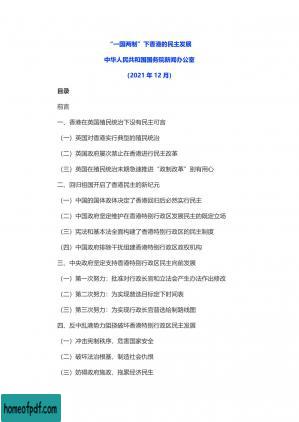 “一国两制”下香港的民主发展
中华人民共和国国务院新闻办公室
(2021 年 12 月)
目录
前言
一、香港在英国殖民统治下没有民主可言
（一）英国对香港实行典型的殖民统治
（二）英国政府屡次禁止在香港进行民主改革
（三）英国在殖民统治末期急速推进“政制改革”别有用心
二、回归祖国开启了香港民主的新纪元
（一）中国的国体政体决定了香港回归后必然实行民主
（二）中国政府坚定维护在香港特别行政区发展民主的既定立场
（三）宪法和基本法全面构建了香港特别行政区的民主制度
（四）中国政府排除干扰组建香港特别行政区政权机构
三、中央政府坚定支持香港特别行政区民主向前发展
（一）第一次努力：批准对行政长官和立法会产生办法作出修改
（二）第二次努力：为实现普选目标定下时间表
（三）第三次努力：为实现行政长官普选绘制路线图
四、反中乱港势力阻挠破坏香港特别行政区民主发展
（一）冲击宪制秩序，危害国家安全
（二）破坏法治根基，制造社会仇恨
（三）妨碍政府施政，拖累经济民生
homeofpdf.com
homeofpdf.com